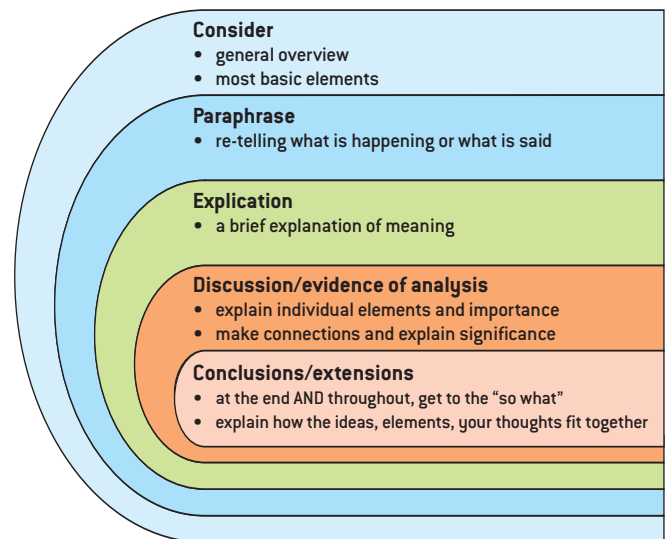 Consider
• general overview
• most basic elements
Paraphrase
• re-telling what is happening or what is said
Explication
• a brief explanation of meaning
Discussion/evidence of analysis
• explain individual elements and importance
• make connections and explain significance
Conclusions/extensions
• at the end AND throughout, get to the “so what”
• explain how the ideas, elements, your thoughts fit together